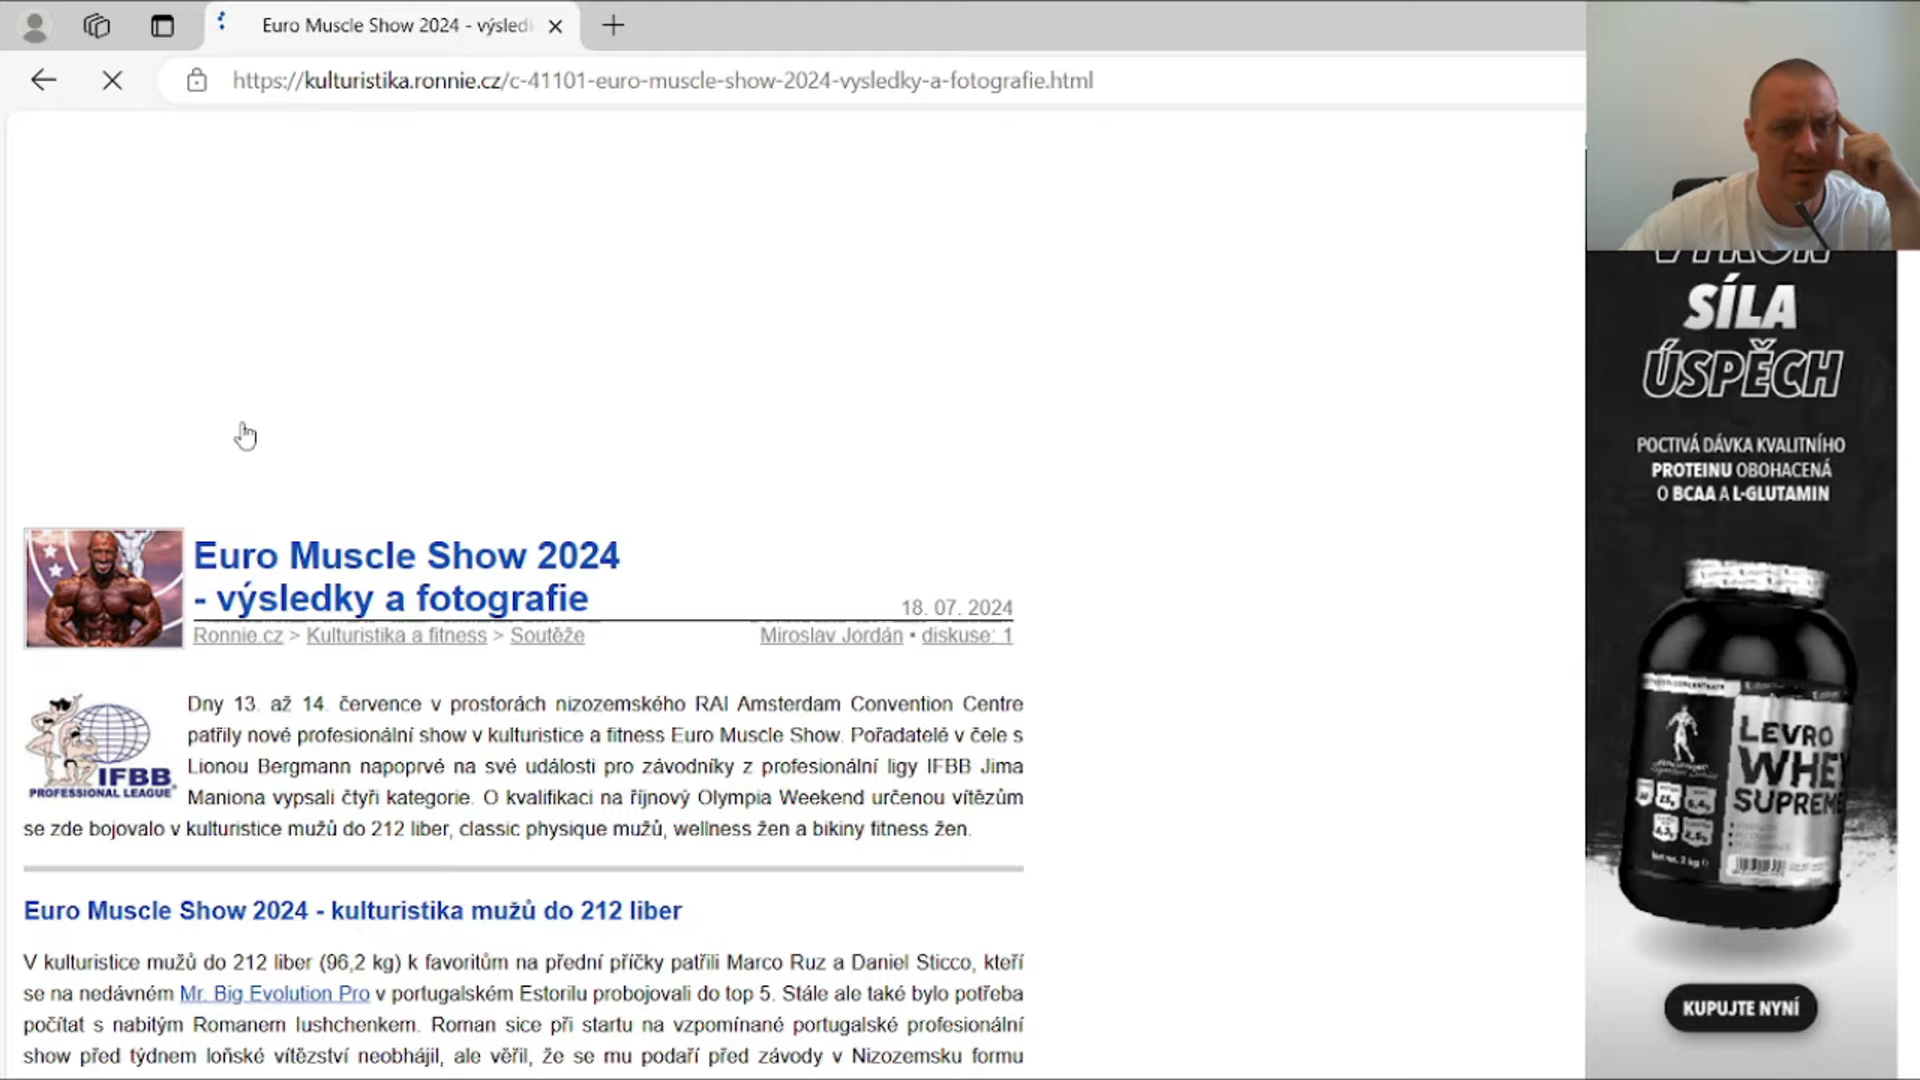 Euro Muscle Show 2024 - výsled
https://kulturistika.ronnie.cz/c-41101-euro-muscle-show-2024-vysledky-a-fotografie.html
Euro Muscle Show 2024
- výsledky a fotografie
18. 07. 2024
Ronnie.cz > Kulturistika a fitness > Soutěže
Miroslav Jordán • diskuse: 1
IFBB
PROFESSIONAL LEAGUE
Dny 13. až 14. července v prostorách nizozemského RAI Amsterdam Convention Centre
patřily nové profesionální show v kulturistice a fitness Euro Muscle Show. Pořadatelé v čele s
Lionou Bergmann napoprvé na své události pro závodníky z profesionální ligy IFBB Jima
Maniona vypsali čtyři kategorie. O kvalifikaci na říjnový Olympia Weekend určenou vítězům
se zde bojovalo v kulturistice mužů do 212 liber, classic physique mužů, wellness žen a bikiny fitness žen.
Euro Muscle Show 2024 - kulturistika mužů do 212 liber
V kulturistice mužů do 212 liber (96,2 kg) k favoritům na přední příčky patřili Marco Ruz a Daniel Sticco, kteří
se na nedávném Mr. Big Evolution Pro v portugalském Estorilu probojovali do top 5. Stále ale také bylo potřeba
počítat s nabitým Romanem Iushchenkem. Roman sice při startu na vzpomínané portugalské profesionální
show před týdnem loňské vítězství neobhájil, ale věřil, že se mu podaří před závody v Nizozemsku formu
SÍLA
ÚSPĚCH
POCTIVÁ DÁVKA KVALITNÍHO
PROTEINU OBOHACENÁ
O BCAA A L-GLUTAMIN
LEVRO
WHEY
SUPREME
KUPUJTE NYNÍ